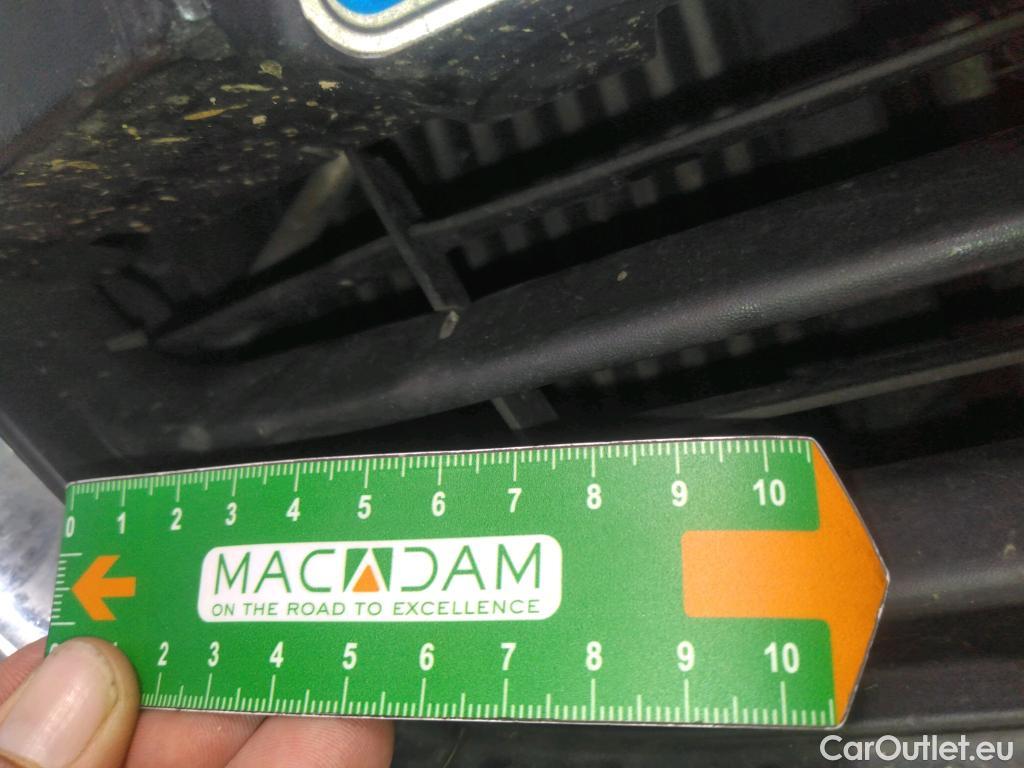 0 1 2 3 4 5 6 7 8 9 10
MACADAM
ON THE ROAD TO EXCELLENCE
2 3 4 5 6 7 8 9 10
CarOutlet.eu